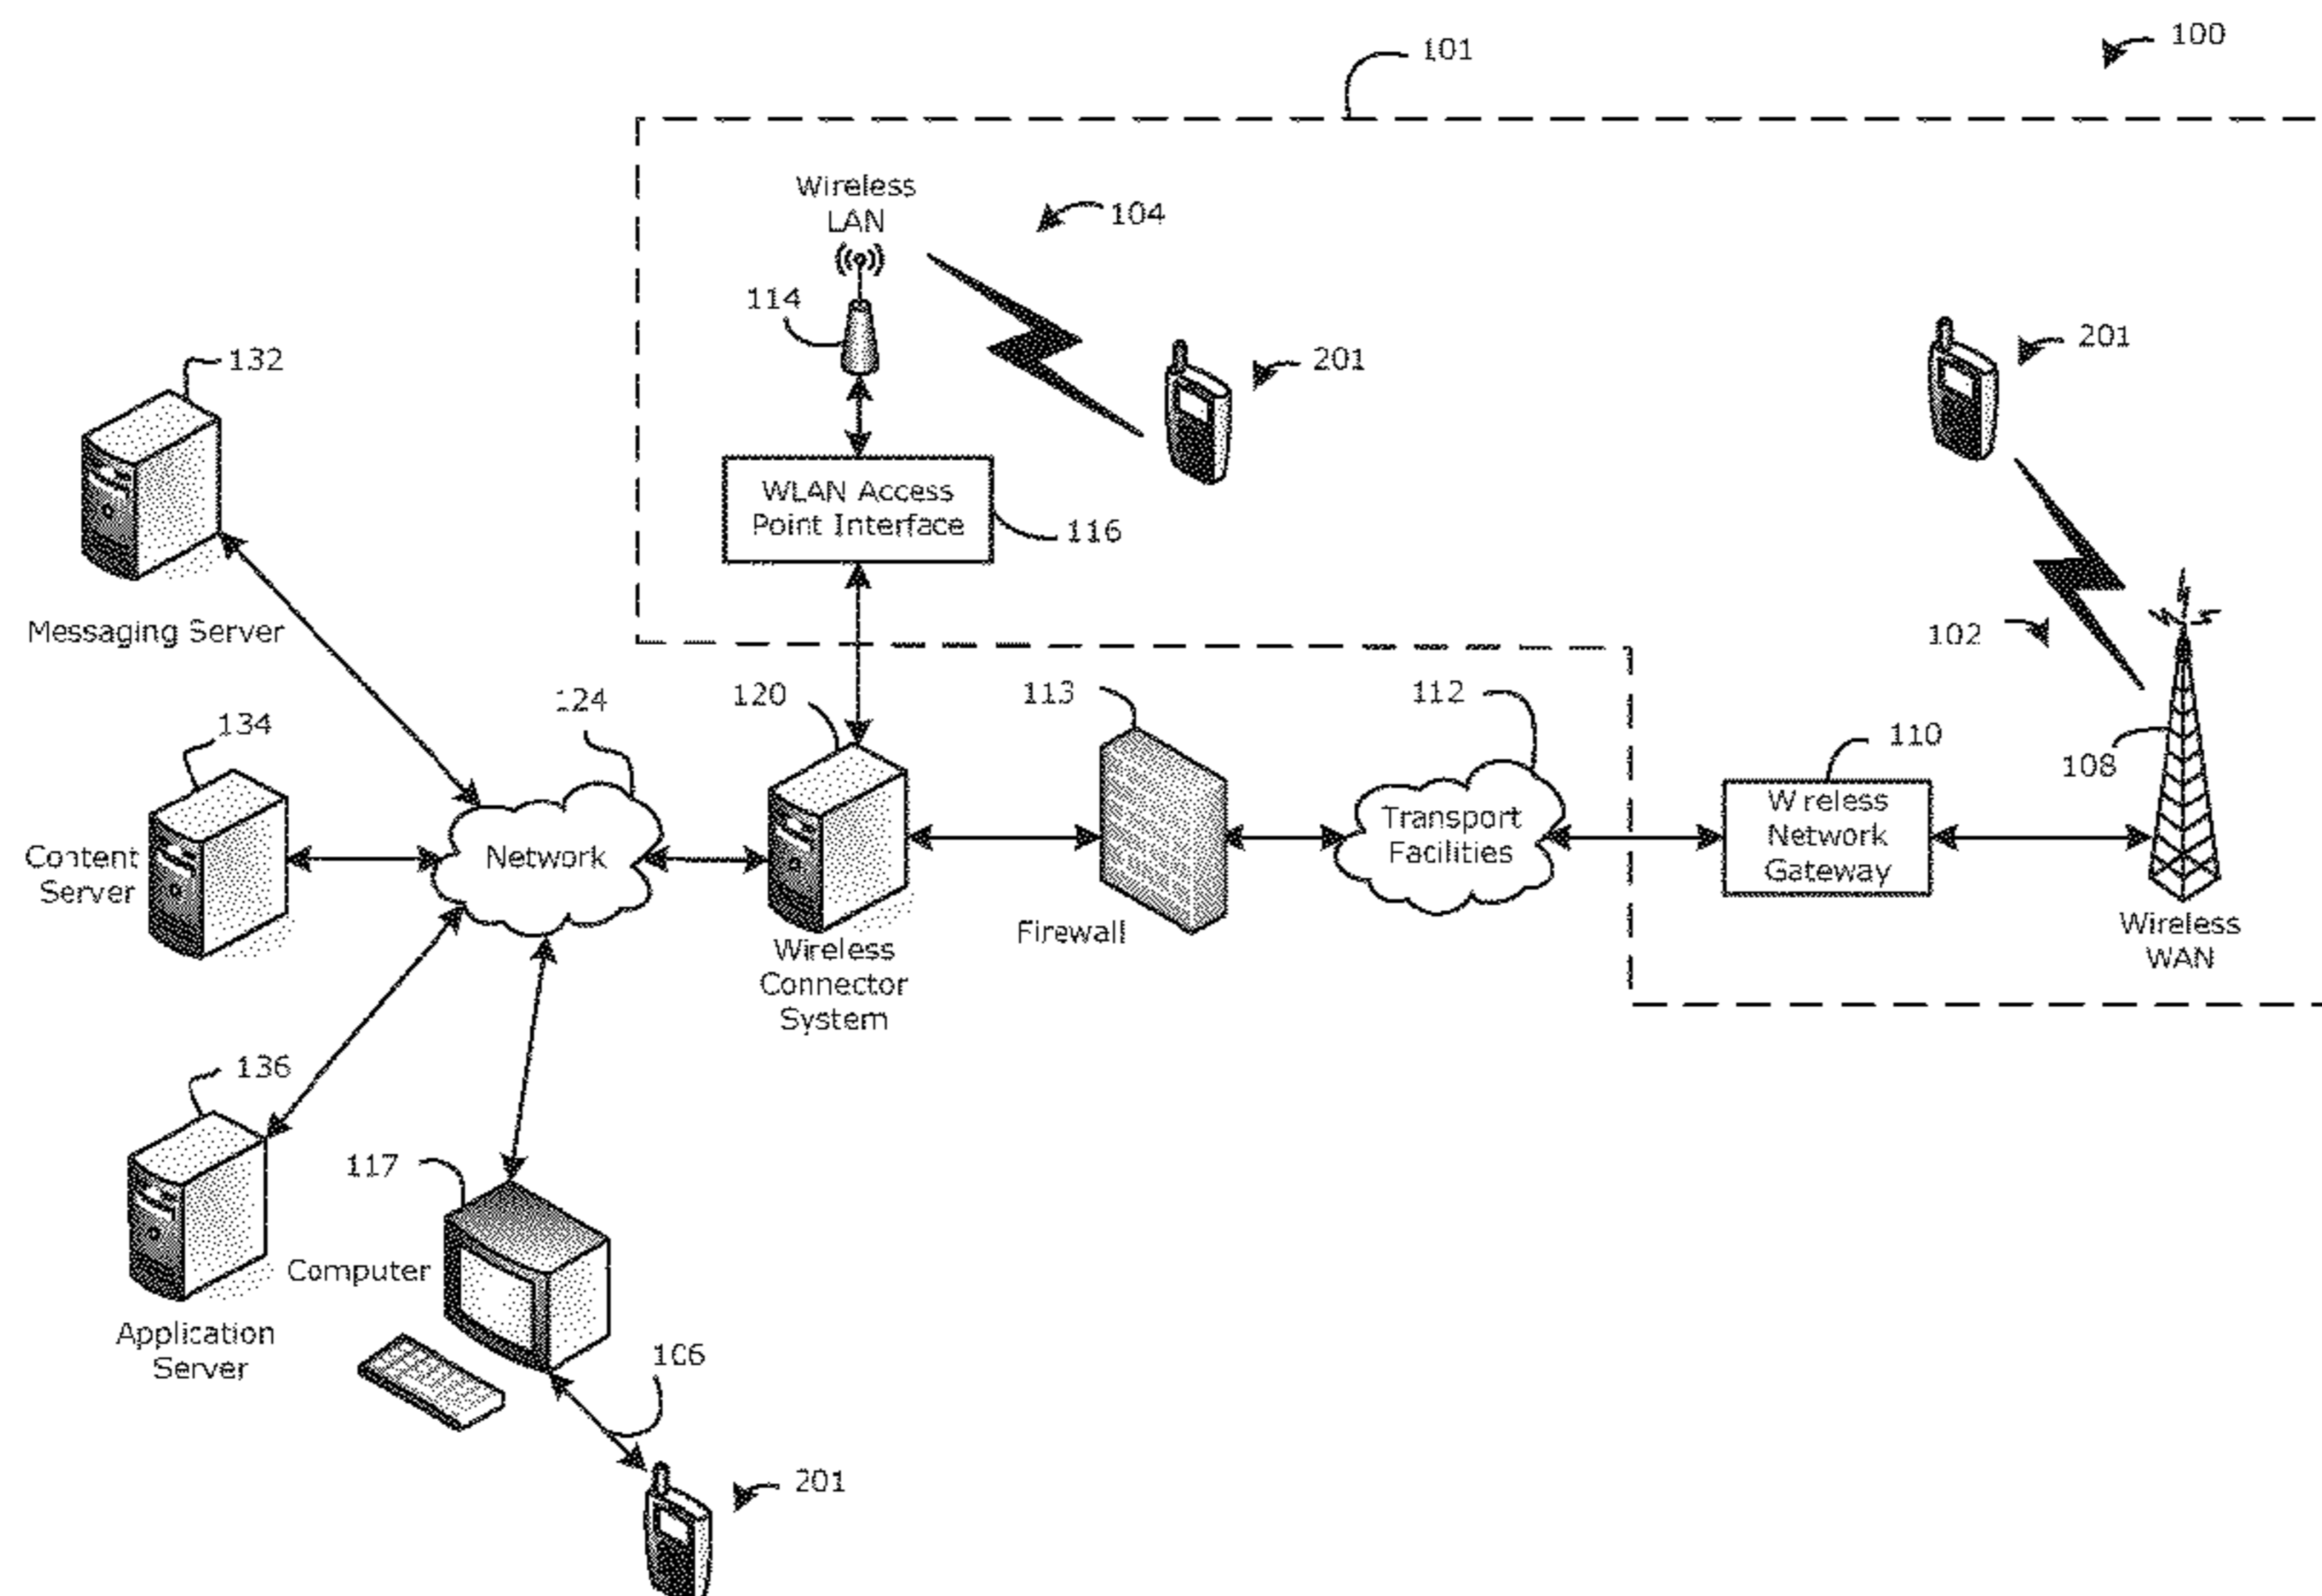 101
100
Wireless
LAN
104
114
201
201
132
WLAN Access
Point Interface
116
Messaging Server
102
124
120
113
112
134
110
108
Content
Server
Network
Transport
Facilities
Wireless
Network
Gateway
Firewall
Wireless
WAN
Wireless
Connector
System
136
117
Computer
Application
Server
106
201